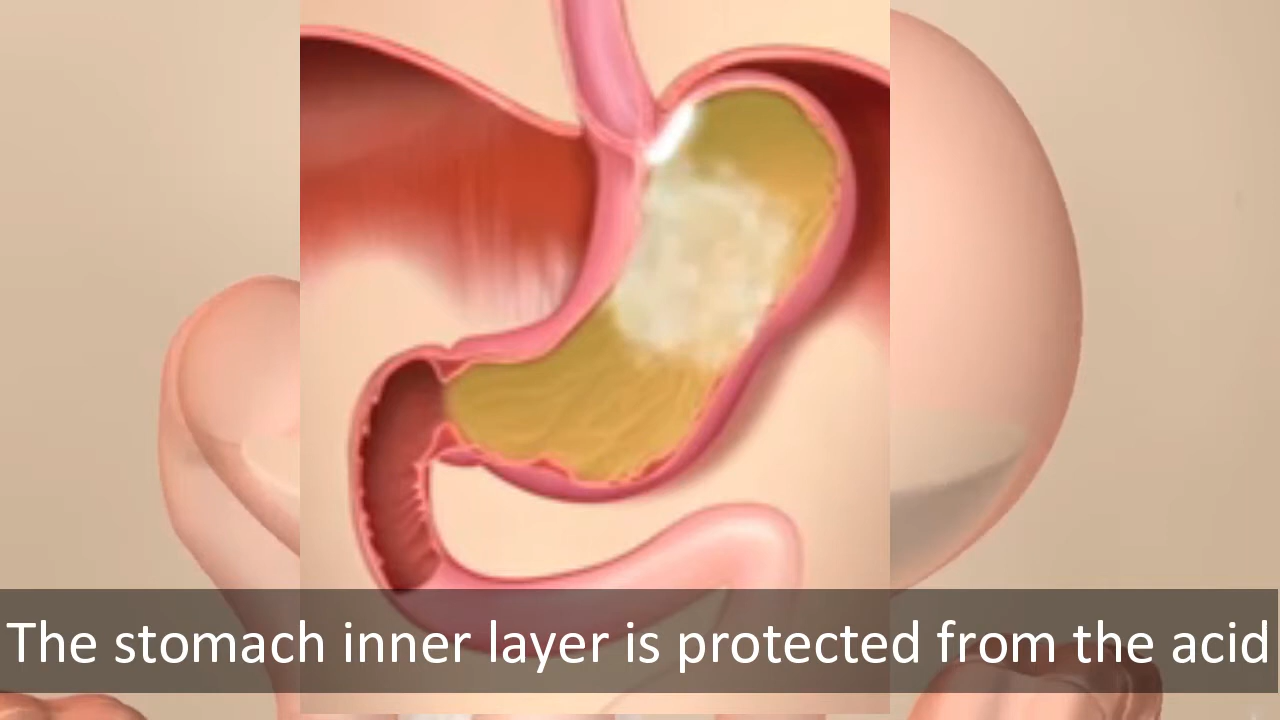 The stomach inner layer is protected from the acid